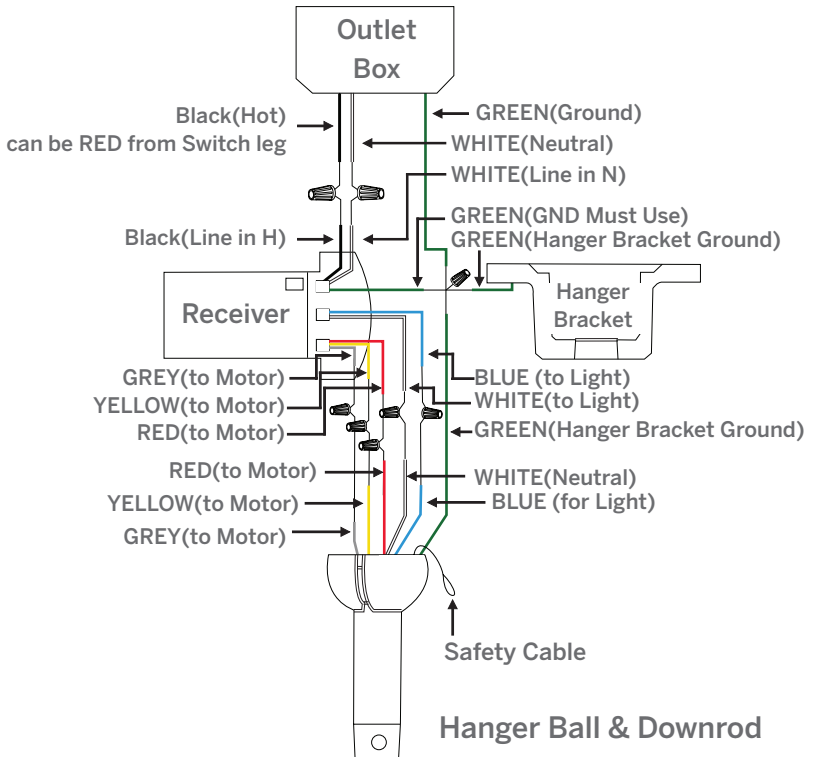 Outlet
Box
Black(Hot)
can be RED from Switch leg
GREEN(Ground)
WHITE(Neutral)
WHITE(Line in N)
Black(Line in H)
GREEN(GND Must Use)
GREEN(Hanger Bracket Ground)
Receiver
Hanger
Bracket
GREY(to Motor)
YELLOW(to Motor)
RED(to Motor)
BLUE (to Light)
WHITE(to Light)
GREEN(Hanger Bracket Ground)
RED(to Motor)
YELLOW(to Motor)
GREY(to Motor)
WHITE(Neutral)
BLUE (for Light)
Safety Cable
Hanger Ball & Downrod